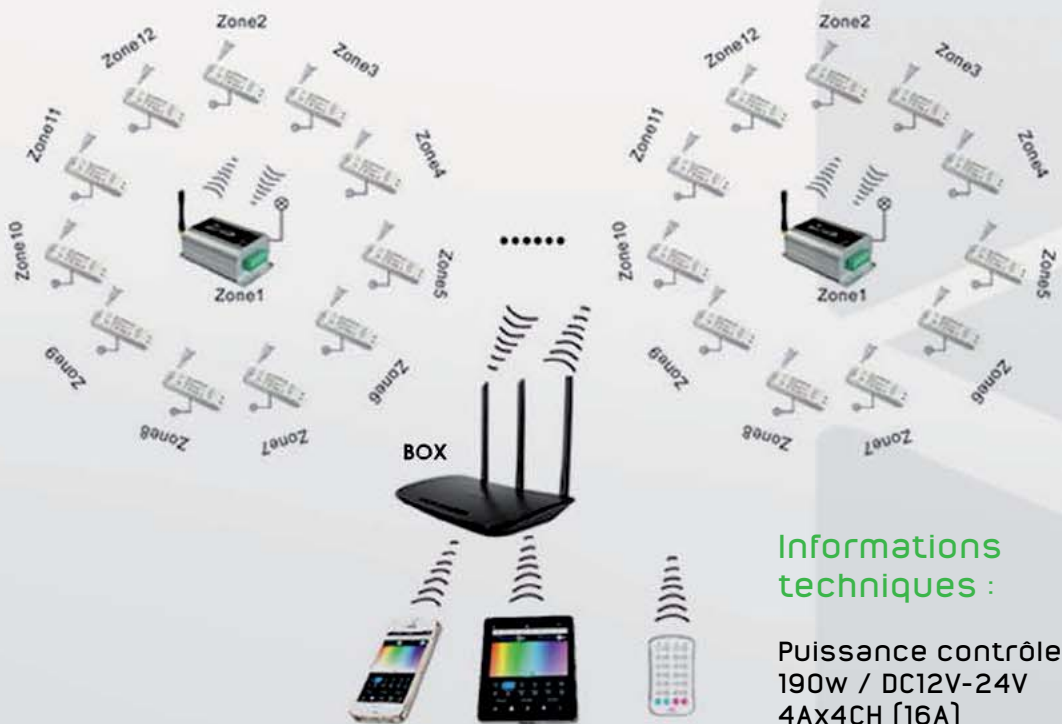 Zone2
Zone12
Zone3
Zone11
Zone4
Zone10
Zone1
Zone5
Zone9
Zone6
Zone8
Zone7
Zone2
Zone12
Zone3
Zone11
Zone4
Zone10
Zone1
Zone5
Zone9
Zone6
Zone8
Zone7
......
BOX
Informations
techniques :
Puissance contrôle
190w / DC12V-24V
4Ax4CH (16A)